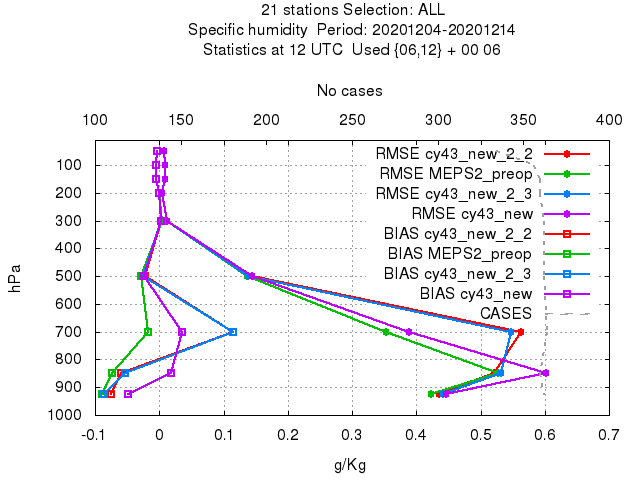 21 stations Selection: ALL
Specific humidity  Period: 20201204-20201214
Statistics at 12 UTC  Used {06,12} + 00 06
No cases
100 150 200 250 300 350 400
RMSE cy43_new_2_2
RMSE MEPS2_preop
RMSE cy43_new_2_3
RMSE cy43_new
BIAS cy43_new_2_2
BIAS MEPS2_preop
BIAS cy43_new_2_3
BIAS cy43_new
CASES
hPa
100
200
300
400
500
600
700
800
900
1000
-0.1 0 0.1 0.2 0.3 0.4 0.5 0.6 0.7
g/Kg